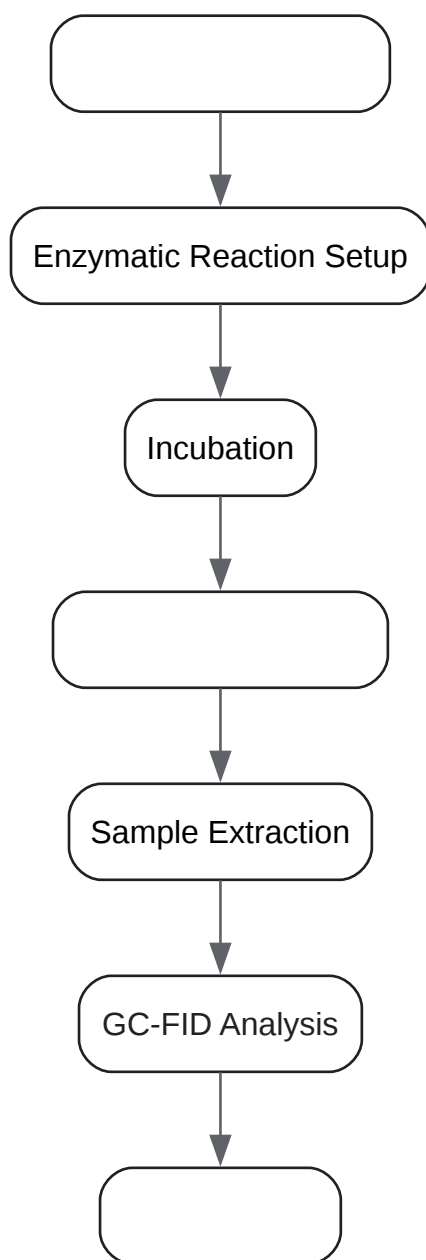 Enzymatic Reaction Setup
Incubation
Sample Extraction
GC-FID Analysis